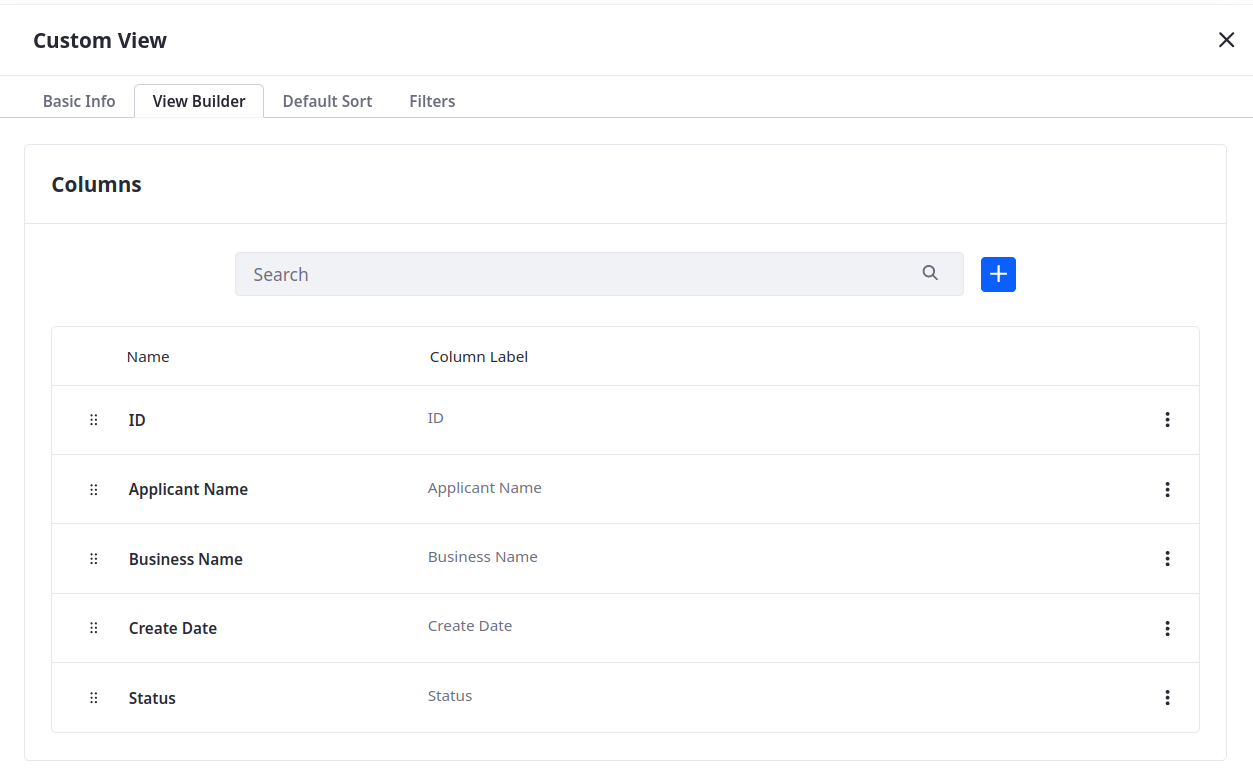 Custom View
Basic Info View Builder Default Sort Filters
Columns
Search
Name Column Label
ID ID
Applicant Name Applicant Name
Business Name Business Name
Create Date Create Date
Status Status